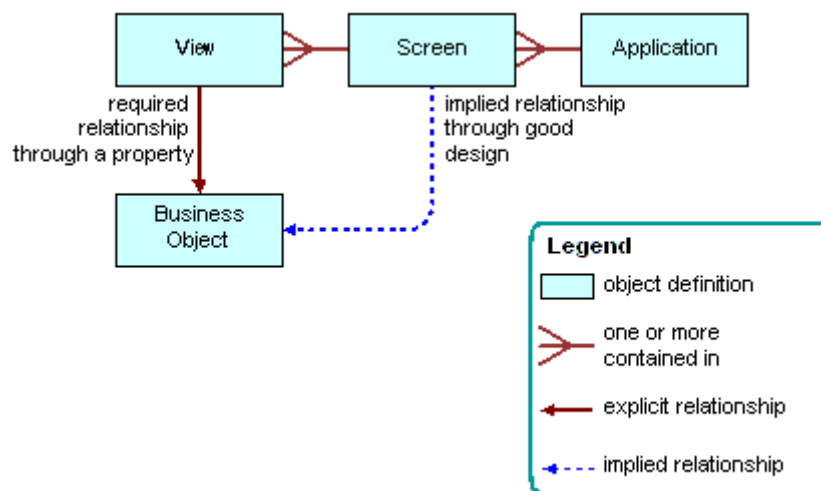 View
Screen
Application
required
relationship
through a property
implied relationship
through good
design
Business
Object
Legend
object definition
one or more
contained in
explicit relationship
implied relationship